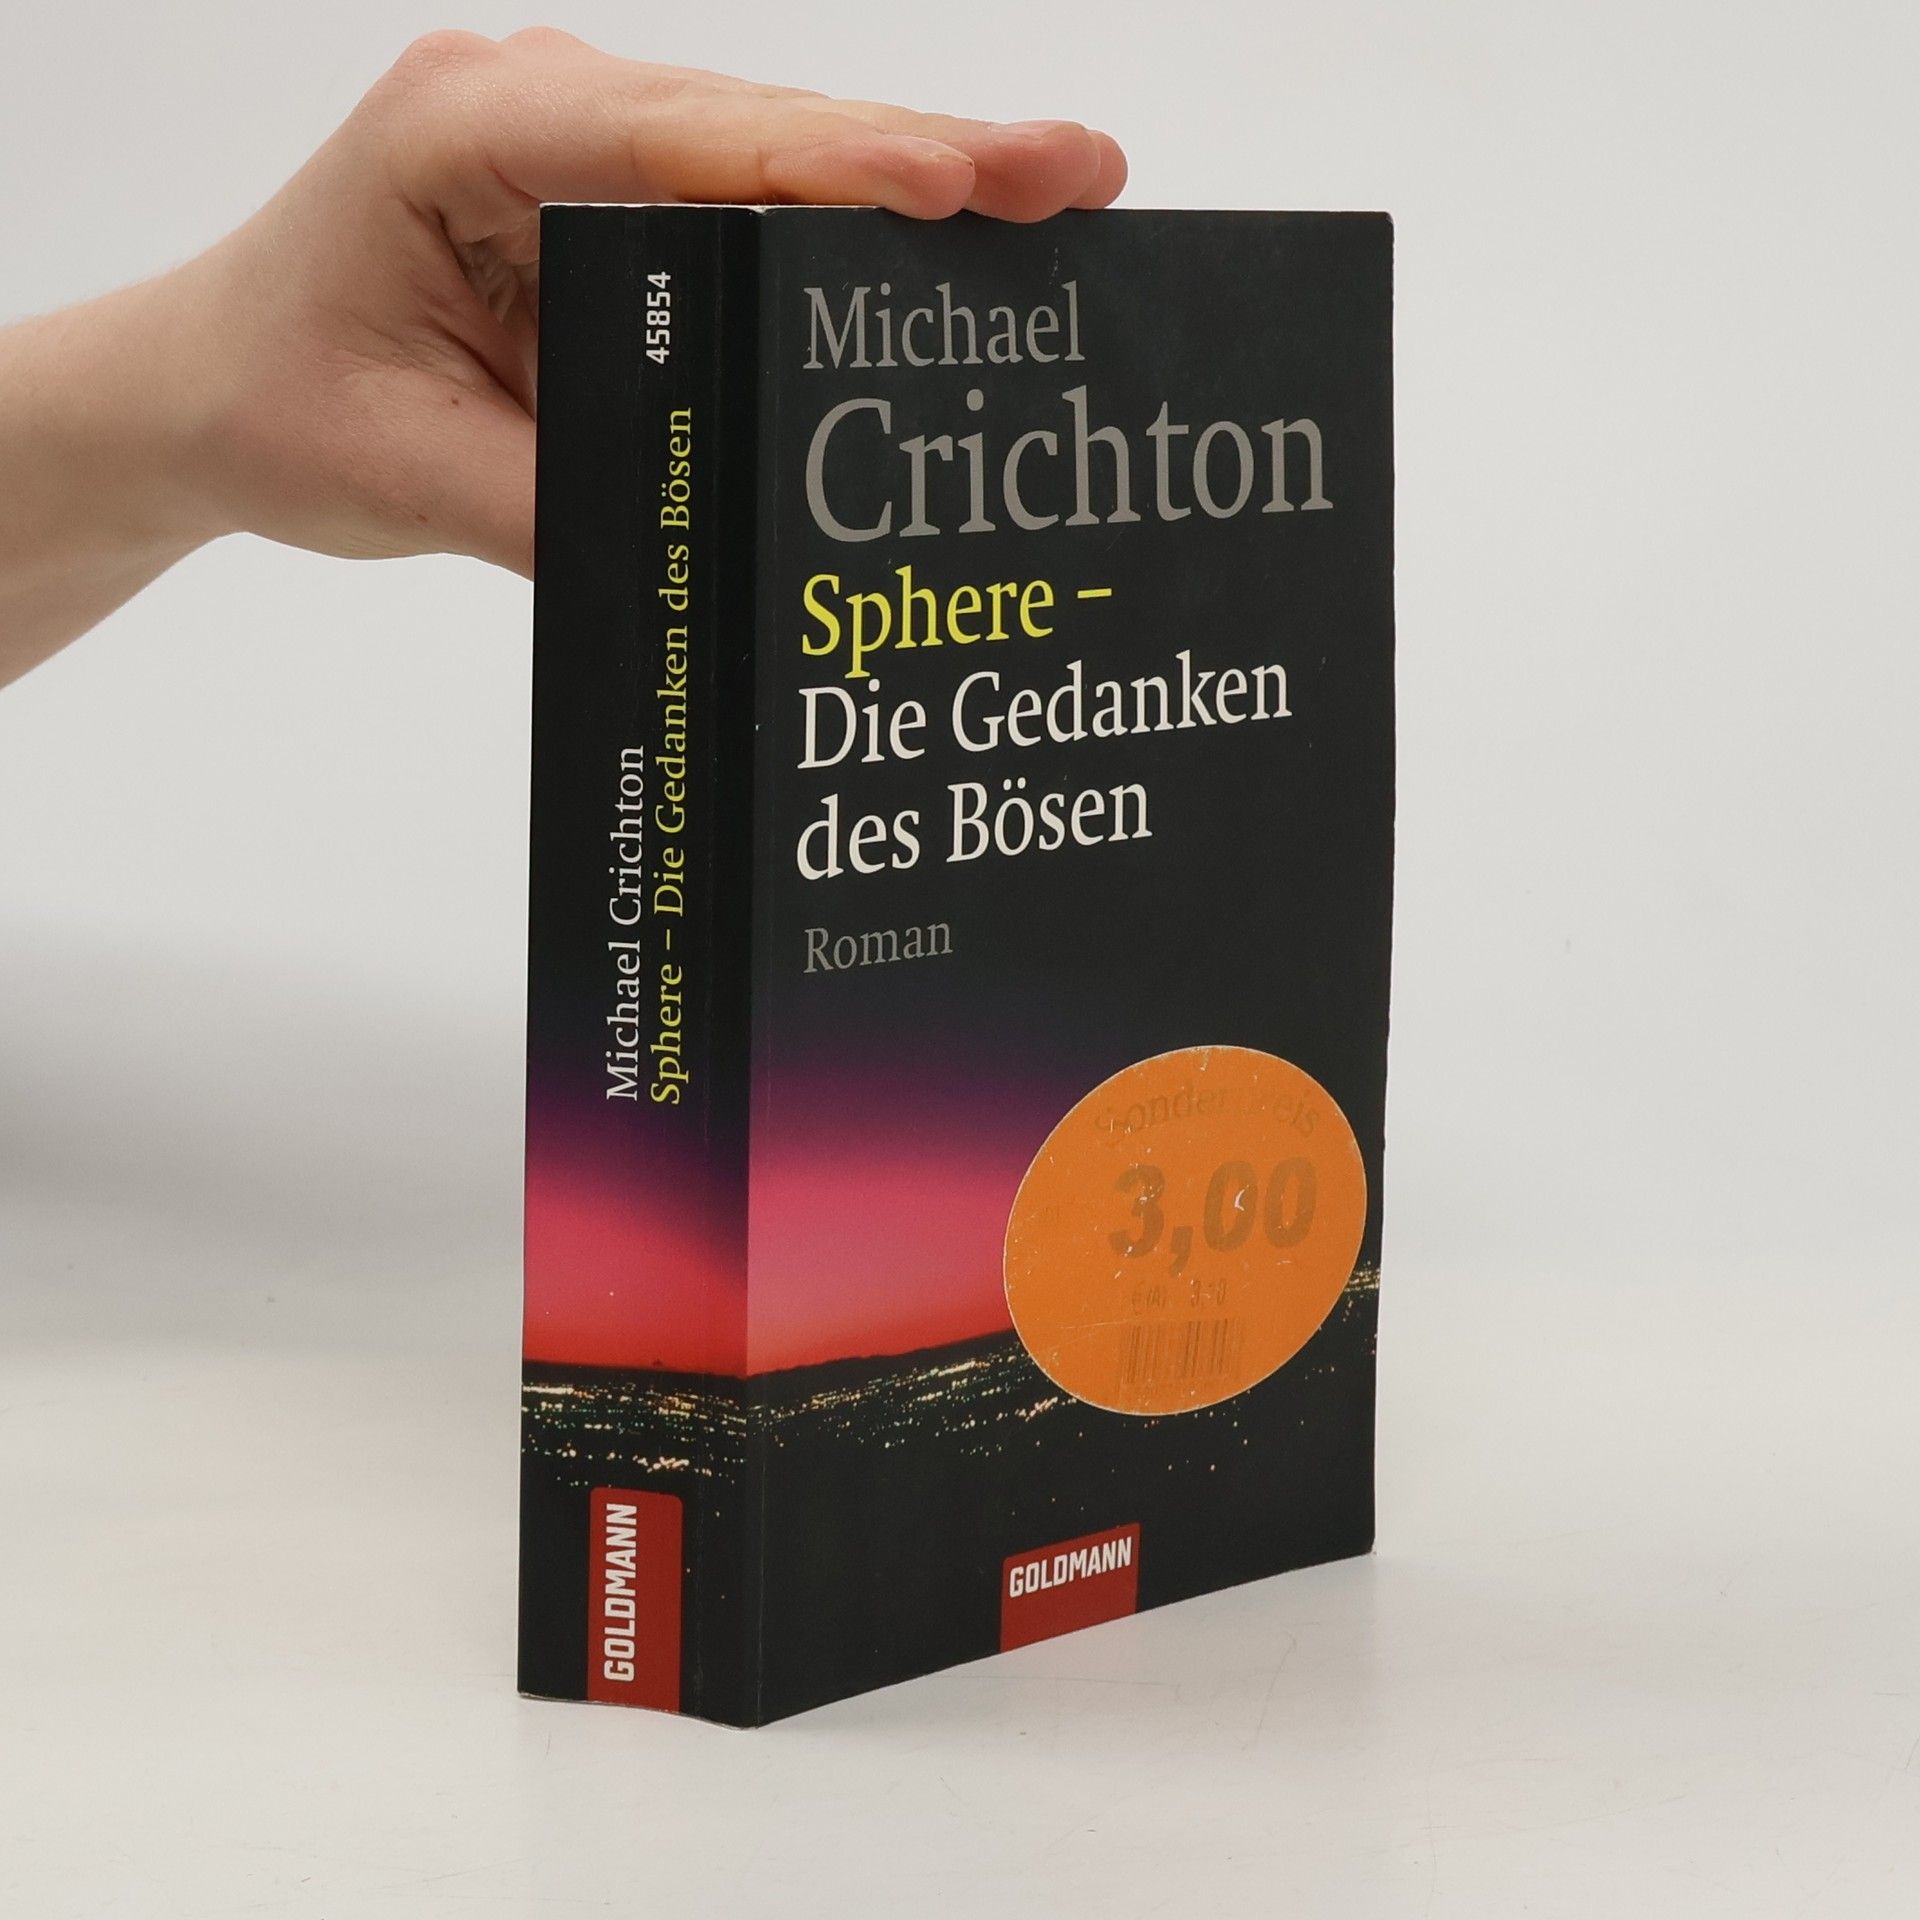 45854
Michael Crichton
Sphere – Die Gedanken des Bösen
GOLDMANN
Michael
Crichton
Sphere –
Die Gedanken
des Bösen
Roman
3,00
€(A)
GOLDMANN